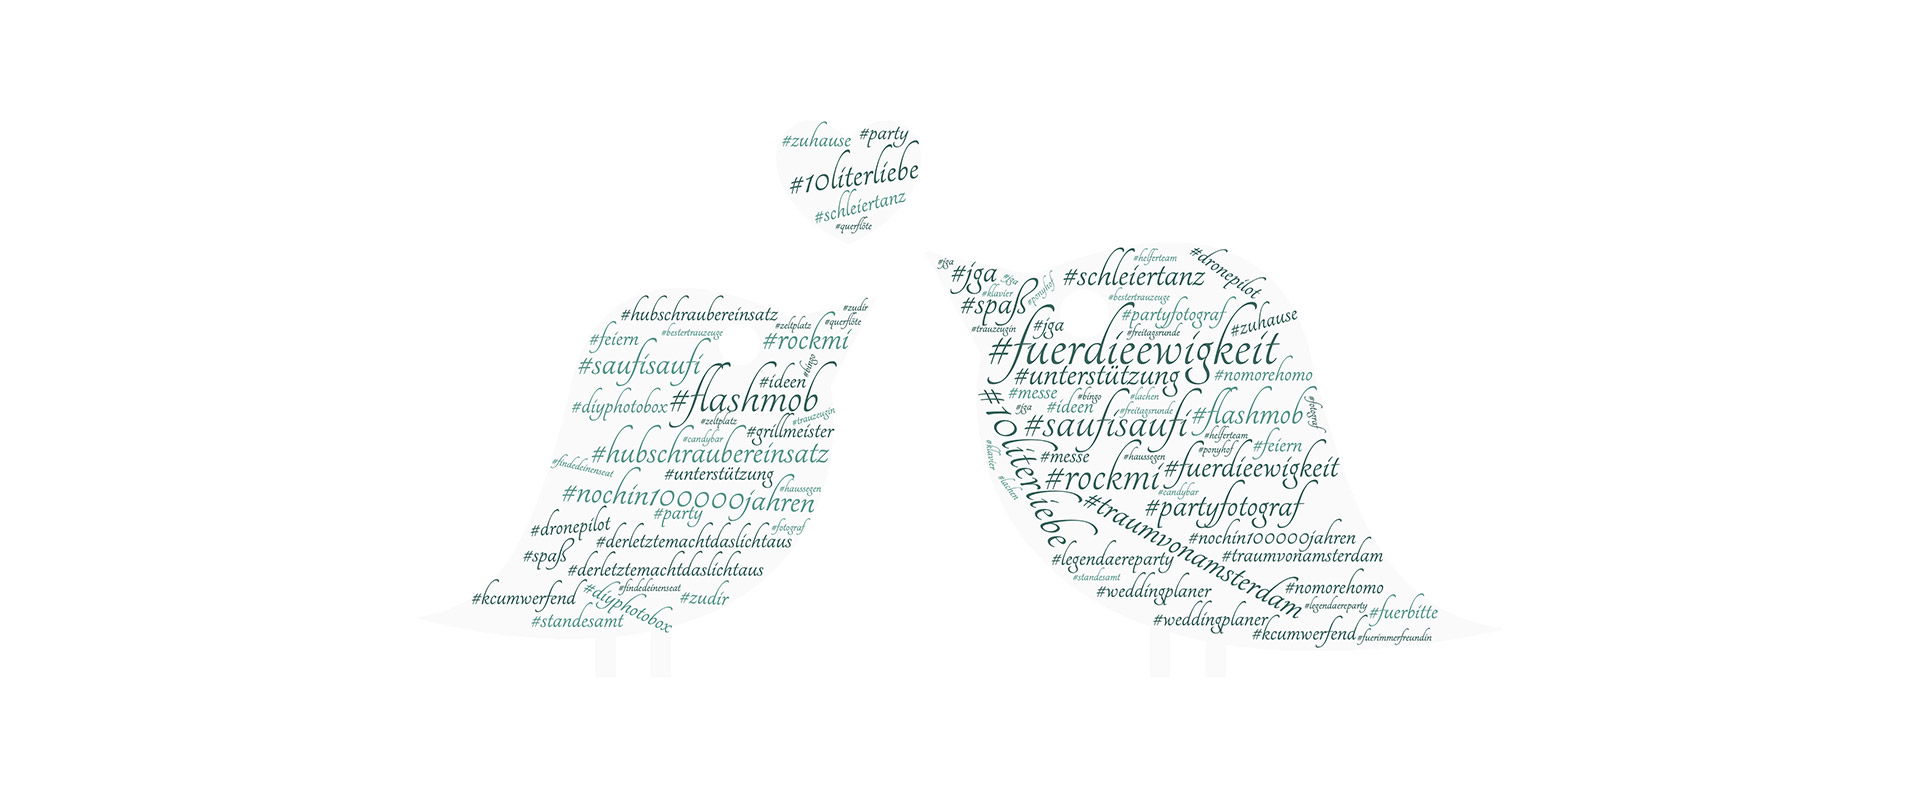 #zuhause #party
#10literliebe
#schleiertanz
#querflöte
#hubschraubereinsatz
#zudir
#zeltplatz #querflöte
#feiern #bestertrauzeuge #rockmi
#saufisaufi
#bingo
#ideen
#diyphotobox #flashmob
#zeltplatz #trauzeugin
#candybar #grillmeister
#hubschraubereinsatz
#findedeinenseat #unterstützung
#nochin100000jahren #haussegen
#party
#dronepilot #fotograf
#derletztemachtdaslichtaus
#spaß
#derletztemachtdaslichtaus
#kcumwerfend #diyphotobox #findedeinenseat #zudir
#standesamt
#jga #jga #jga
#klavier #ponyhof
#spaß
#trauzeugin #jga
#schleiertanz #helferteam #dronepilot
#bestertrauzeuge
#partyfotograf #zuhause
#freitagsrunde
#fuerdieewigkeit
#unterstützung #nomorehomo
#messe #bingo #lachen
#jga #ideen #freitagsrunde
#10literliebe
#saufisaufi #flashmob #fotograf
#helferteam
#klavier #messe #haussegen #ponyhof #feiern
#lachen #rockmi #fuerdieewigkeit
#candybar
#traumvonamsterdam #partyfotograf
#nochin100000jahren
#legendaereparty #traumvonamsterdam
#standesamt
#weddingplaner #nomorehomo
#legendaereparty #fuerbitte
#weddingplaner
#kcumwerfend #fuerimmerfreundin